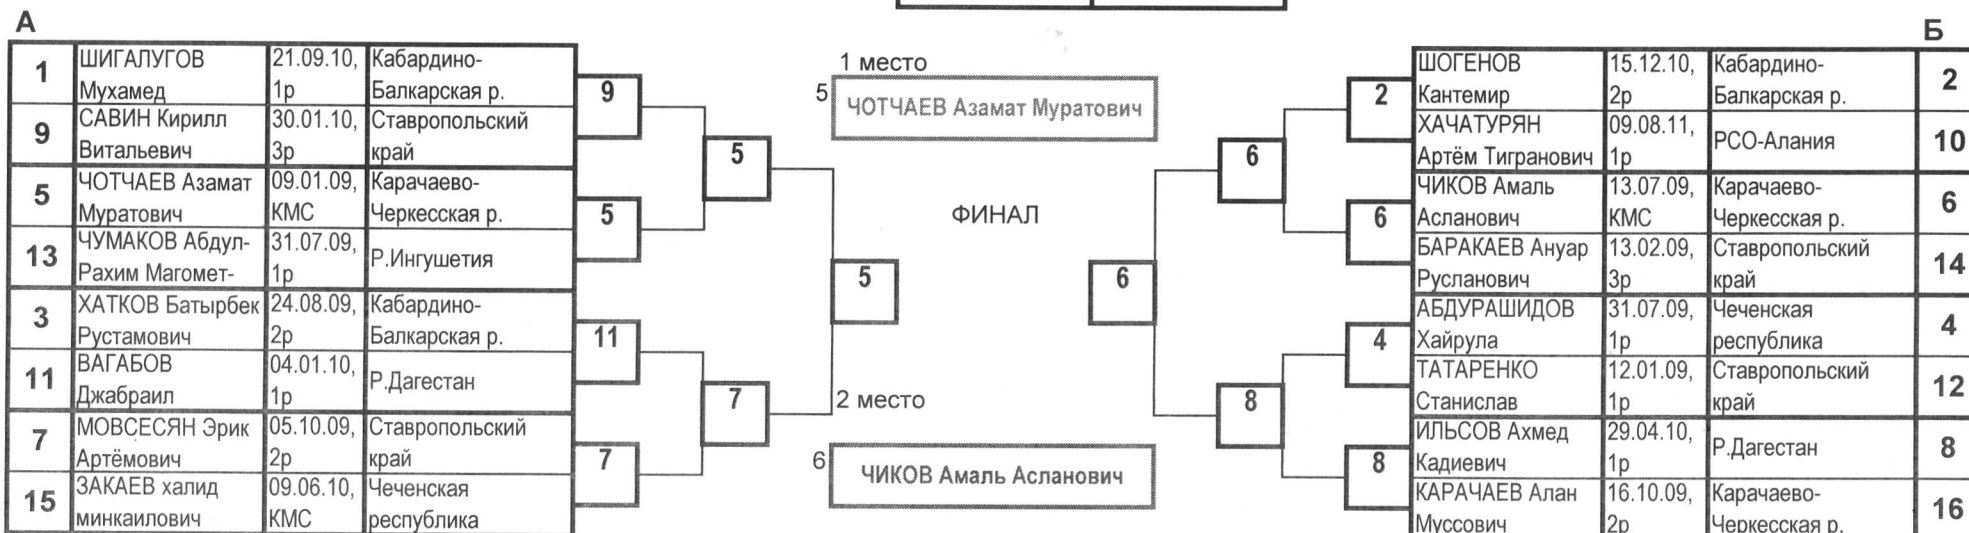 А
Б
1 ШИГАЛУГОВ 21.09.10, Кабардино-
Мухамед 1р Балкарская р.
9 САВИН Кирилл 30.01.10, Ставропольский
Витальевич 3р край
5 ЧОТЧАЕВ Азамат 09.01.09, Карачаево-
Муратович КМС Черкесская р.
13 ЧУМАКОВ Абдул- 31.07.09, Р.Ингушетия
Рахим Магомет- 1р
3 ХАТКОВ Батырбек 24.08.09, Кабардино-
Рустамович 2р Балкарская р.
11 ВАГАБОВ 04.01.10, Р.Дагестан
Джабраил 1р
7 МОВСЕСЯН Эрик 05.10.09, Ставропольский
Артёмович 2р край
15 ЗАКАЕВ халид 09.06.10, Чеченская
минкаилович КМС республика
9
5
11
7
5
7
5
1 место
5 ЧОТЧАЕВ Азамат Муратович
ФИНАЛ
2 место
6 ЧИКОВ Амаль Асланович
6
6
8
2
6
4
8
ШОГЕНОВ 15.12.10, Кабардино- 2
Кантемир 2р Балкарская р.
ХАЧАТУРЯН 09.08.11, РСО-Алания 10
Артём Тигранович 1р
ЧИКОВ Амаль 13.07.09, Карачаево- 6
Асланович КМС Черкесская р.
БАРАКАЕВ Ануар 13.02.09, Ставропольский 14
Русланович 3р край
АБДУРАШИДОВ 31.07.09, Чеченская 4
Хайрула 1р республика
ТАТАРЕНКО 12.01.09, Ставропольский 12
Станислав 1р край
ИЛЬСОВ Ахмед 29.04.10, Р.Дагестан 8
Кадиевич 1р
КАРАЧАЕВ Алан 16.10.09, Карачаево- 16
Муссович 2р Черкесская р.